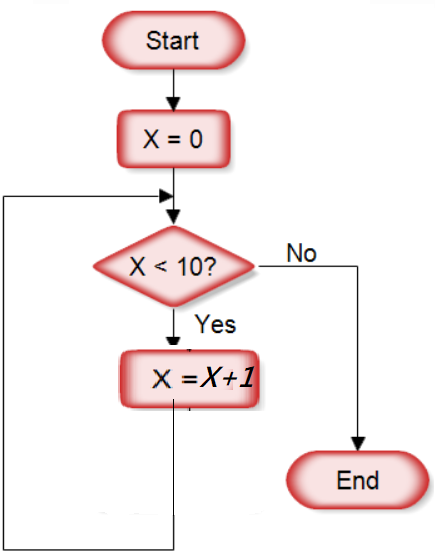 Start
X = 0
X < 10?
No
Yes
X = X+1
End